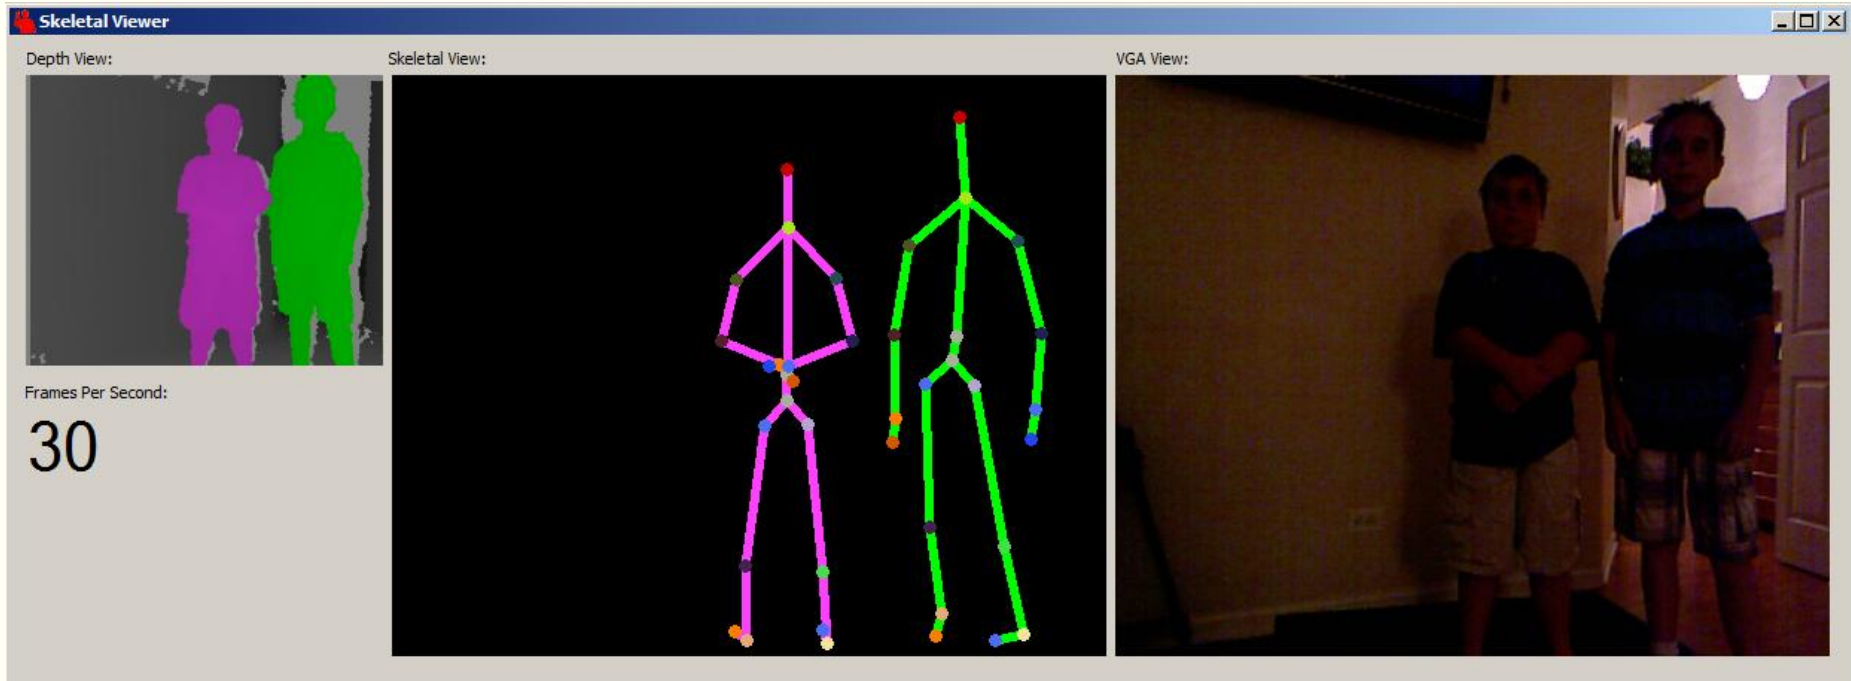 Skeletal Viewer
Depth View:
Skeletal View:
VGA View:
Frames Per Second:
30